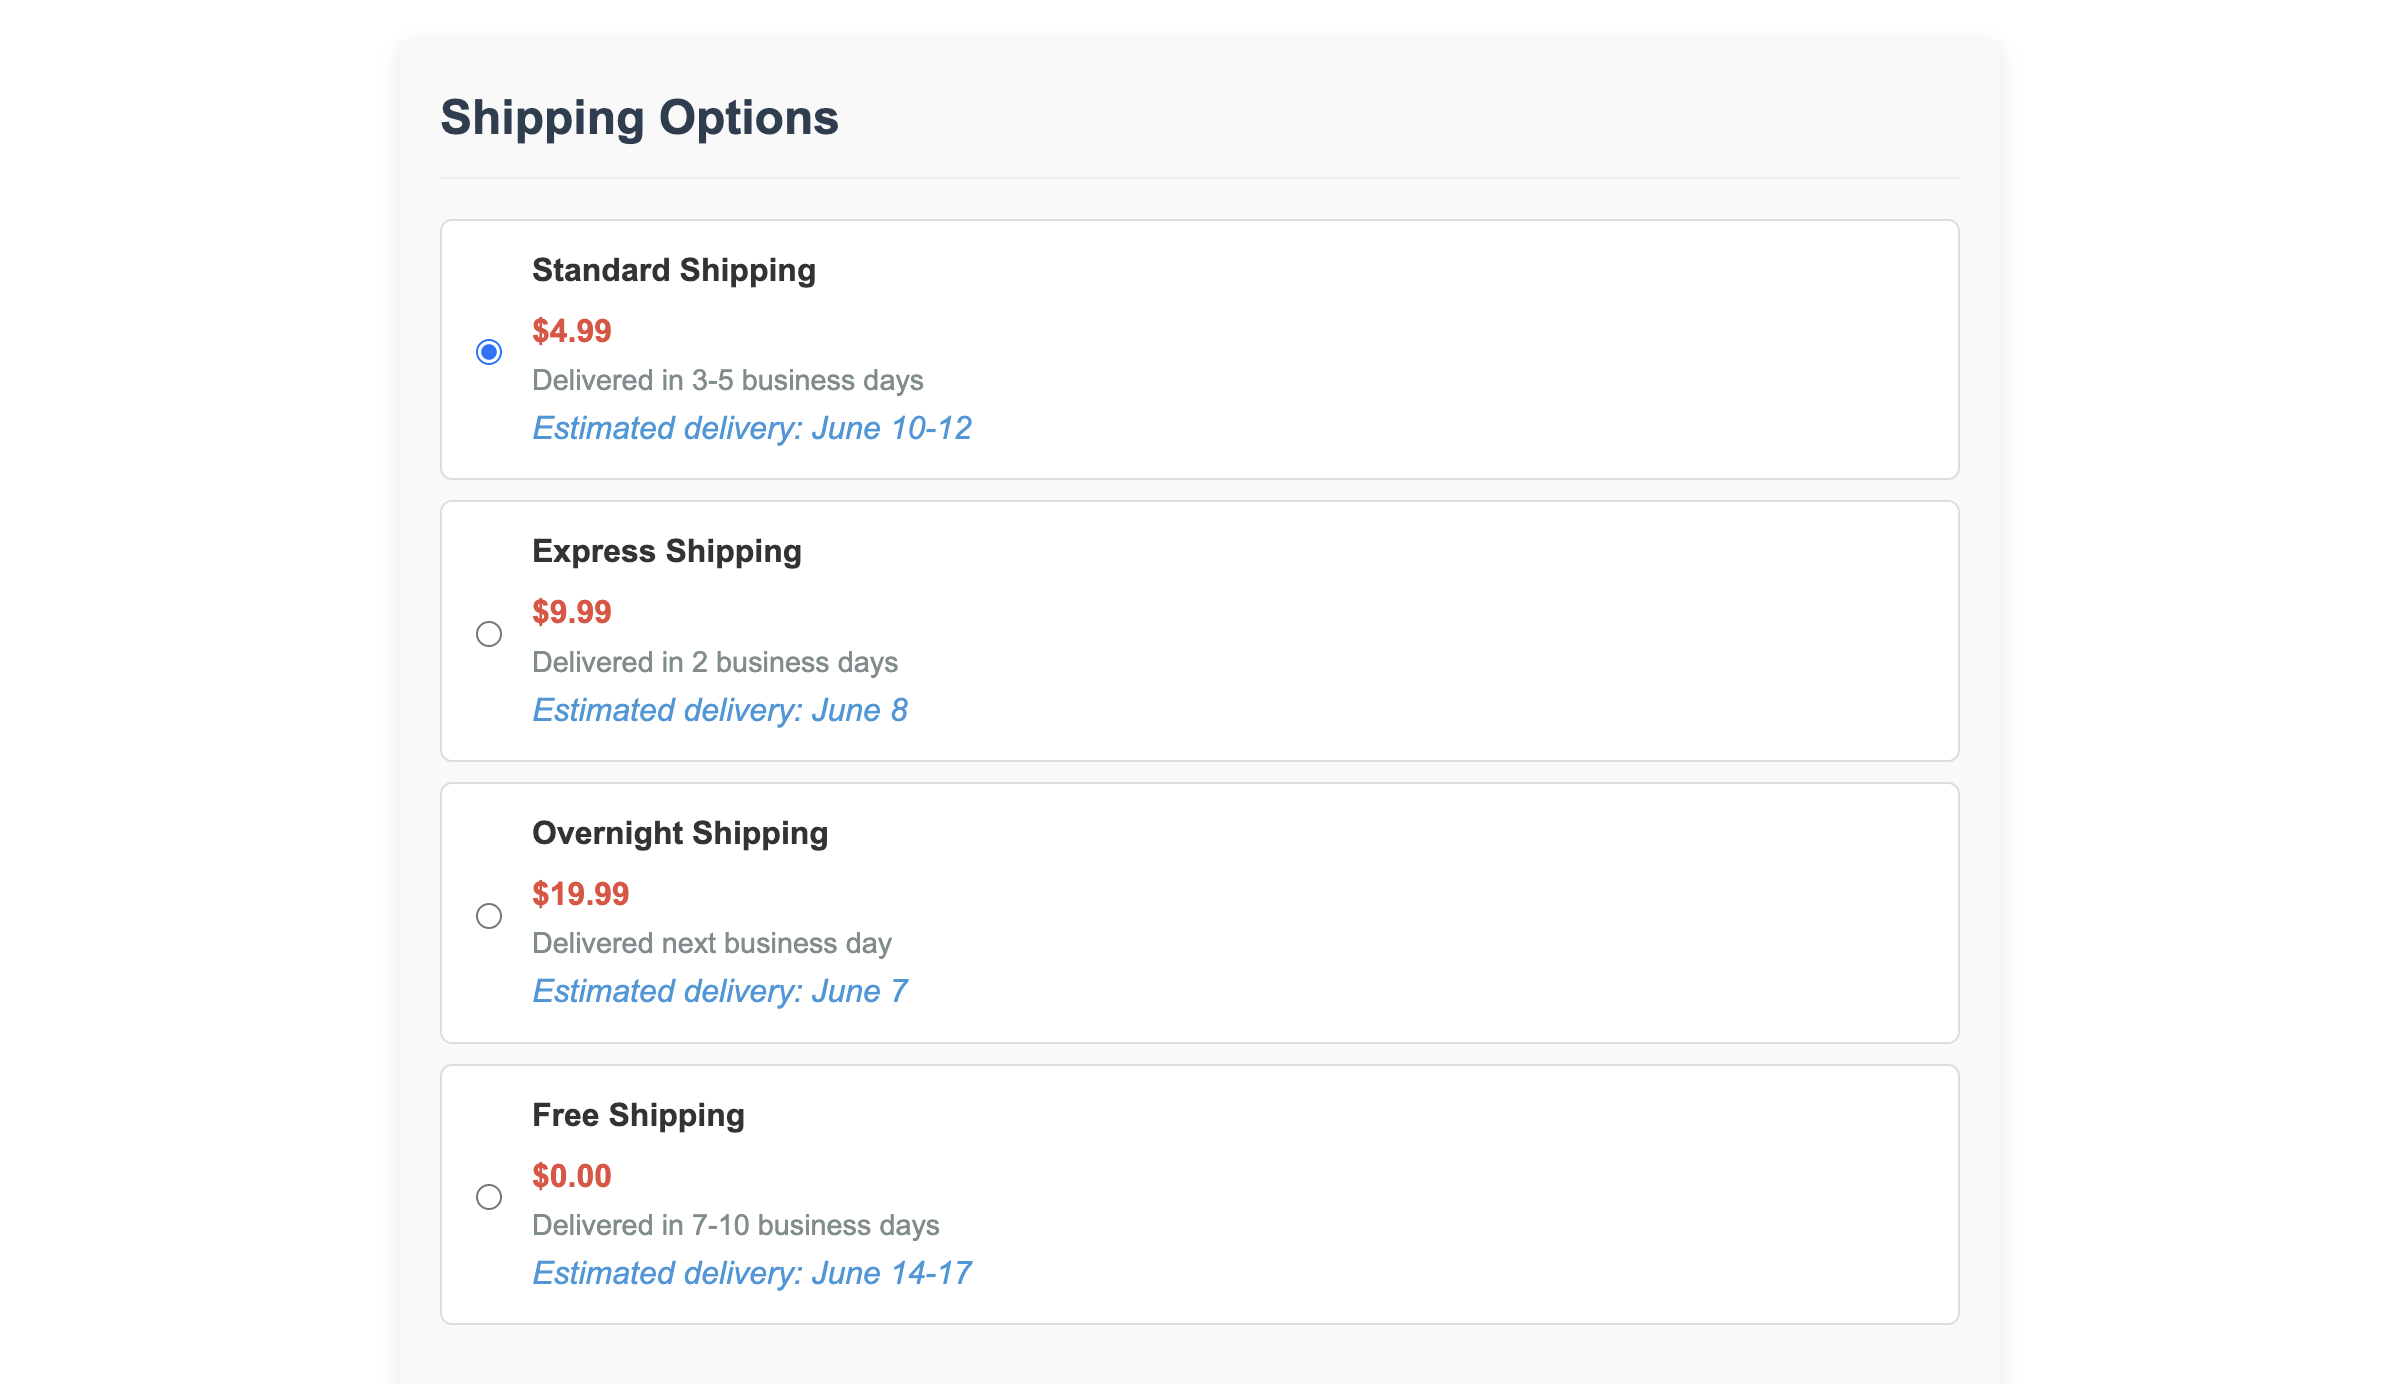 Shipping Options
Standard Shipping
$4.99
Delivered in 3-5 business days
Estimated delivery: June 10-12
Express Shipping
$9.99
Delivered in 2 business days
Estimated delivery: June 8
Overnight Shipping
$19.99
Delivered next business day
Estimated delivery: June 7
Free Shipping
$0.00
Delivered in 7-10 business days
Estimated delivery: June 14-17